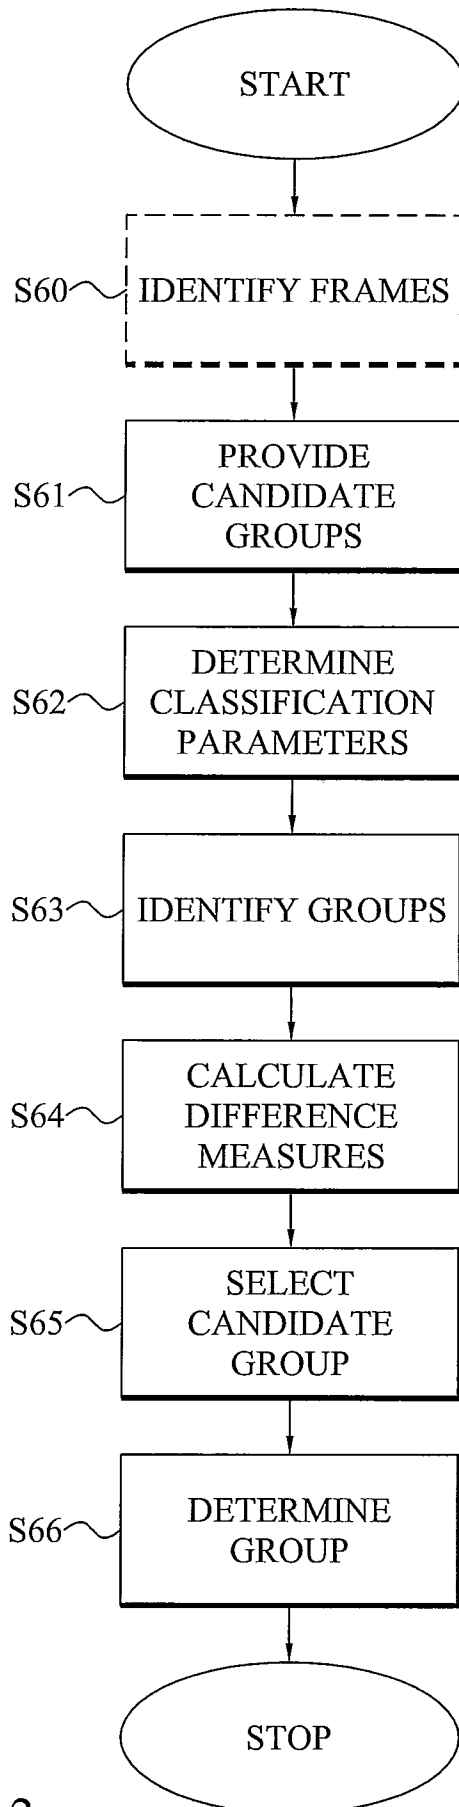 START
S60 IDENTIFY FRAMES
S61
PROVIDE
CANDIDATE
GROUPS
S62
DETERMINE
CLASSIFICATION
PARAMETERS
S63 IDENTIFY GROUPS
S64
CALCULATE
DIFFERENCE
MEASURES
S65
SELECT
CANDIDATE
GROUP
S66
DETERMINE
GROUP
STOP